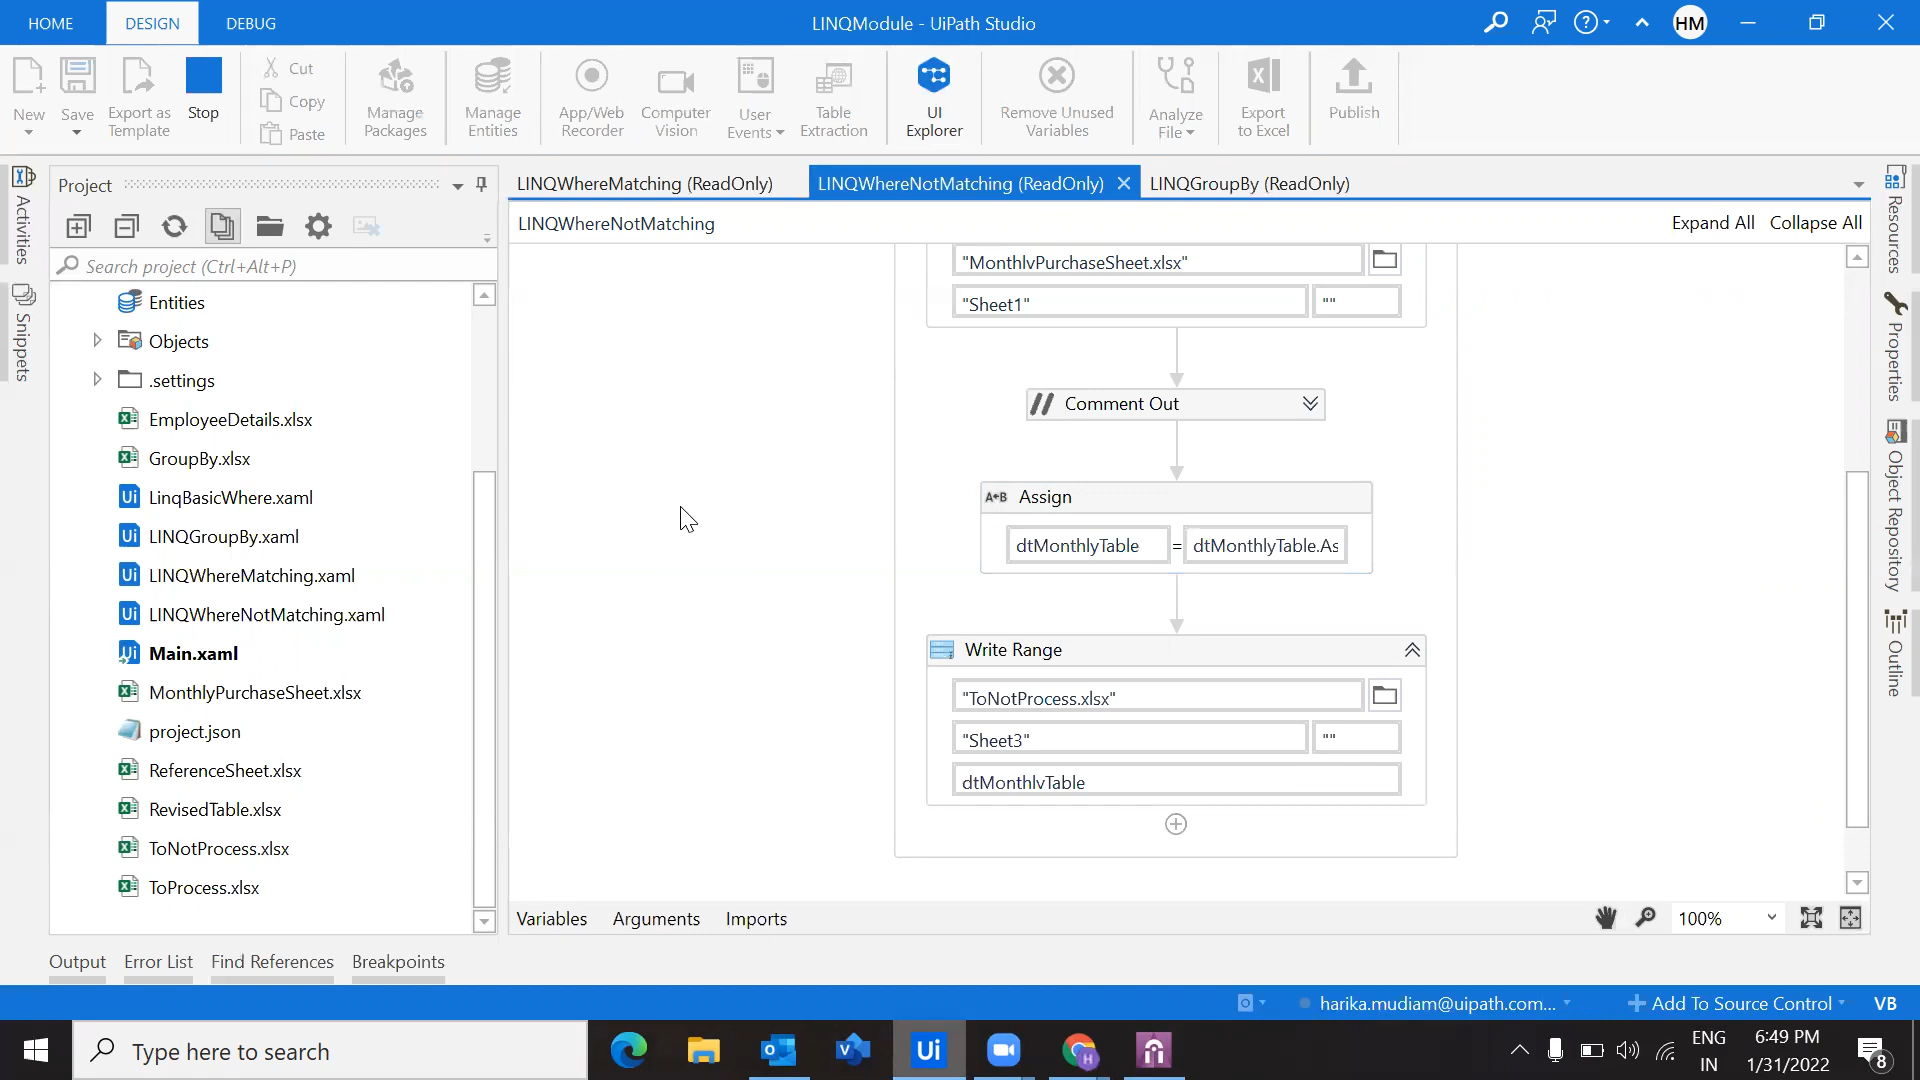 HOME DESIGN DEBUG LINQModule - UiPath Studio HM
New Save Export as Template Stop Cut Copy Paste Manage Packages Manage Entities App/Web Recorder Computer Vision User Events Table Extraction UI Explorer Remove Unused Variables Analyze File Export to Excel Publish
Activities
Snippets
Project
Search project (Ctrl+Alt+P)
Entities
Objects
.settings
EmployeeDetails.xlsx
GroupBy.xlsx
LinqBasicWhere.xaml
LINQGroupBy.xaml
LINQWhereMatching.xaml
LINQWhereNotMatching.xaml
Main.xaml
MonthlyPurchaseSheet.xlsx
project.json
ReferenceSheet.xlsx
RevisedTable.xlsx
ToNotProcess.xlsx
ToProcess.xlsx
LINQWhereMatching (ReadOnly) LINQWhereNotMatching (ReadOnly) LINQGroupBy (ReadOnly)
LINQWhereNotMatching Expand All Collapse All
"MonthlyPurchaseSheet.xlsx"
"Sheet1" ""
// Comment Out
A+B Assign
dtMonthlyTable = dtMonthlyTable.As
Write Range
"ToNotProcess.xlsx"
"Sheet3" ""
dtMonthlyTable
Variables Arguments Imports 100%
Resources
Properties
Object Repository
Outline
Output Error List Find References Breakpoints
harika.mudiam@uipath.com... Add To Source Control VB
Type here to search
ENG
IN
6:49 PM
1/31/2022
8